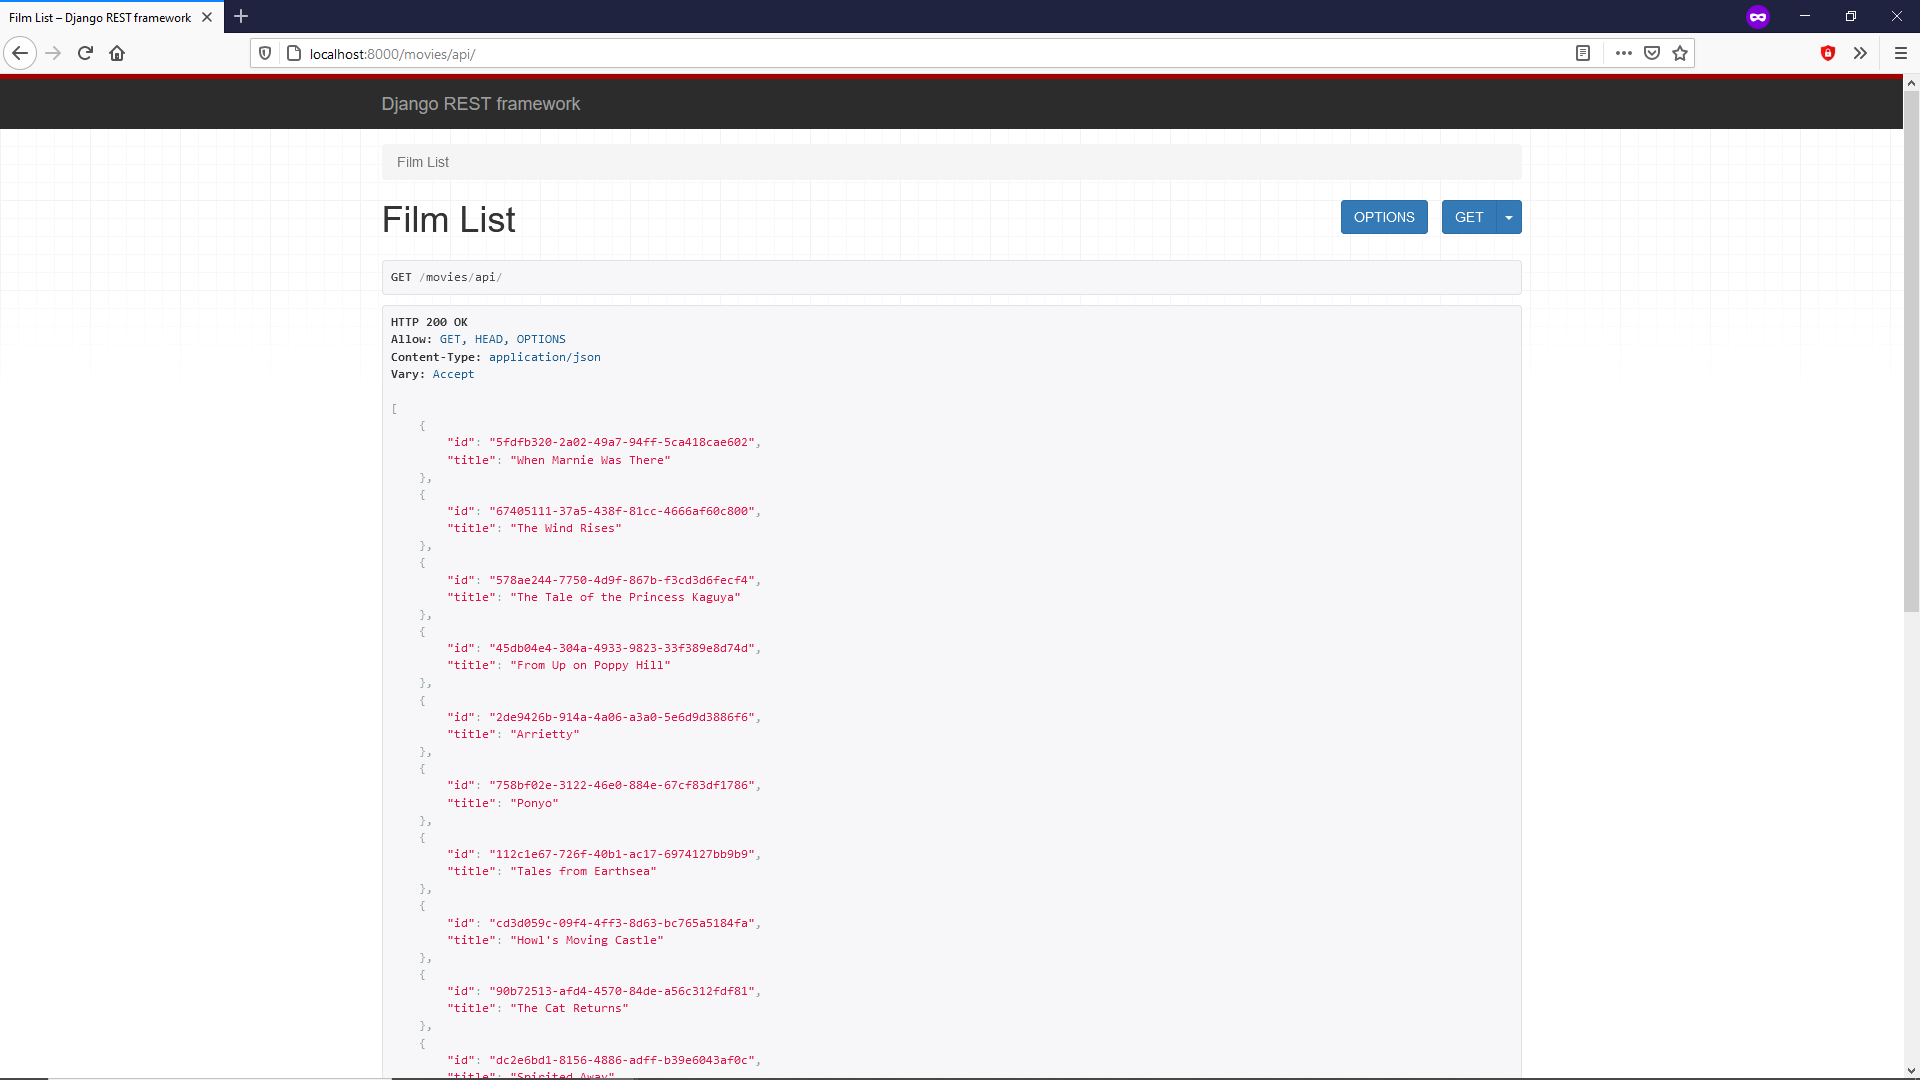 Film List – Django REST framework
localhost:8000/movies/api/
Django REST framework
Film List
Film List
OPTIONS
GET
GET /movies/api/
HTTP 200 OK
Allow: GET, HEAD, OPTIONS
Content-Type: application/json
Vary: Accept
[
{
"id": "5fdfb320-2a02-49a7-94ff-5ca418cae602",
"title": "When Marnie Was There"
},
{
"id": "67405111-37a5-438f-81cc-4666af60c800",
"title": "The Wind Rises"
},
{
"id": "578ae244-7750-4d9f-867b-f3cd3d6fecf4",
"title": "The Tale of the Princess Kaguya"
},
{
"id": "45db04e4-304a-4933-9823-33f389e8d74d",
"title": "From Up on Poppy Hill"
},
{
"id": "2de9426b-914a-4a06-a3a0-5e6d9d3886f6",
"title": "Arrietty"
},
{
"id": "758bf02e-3122-46e0-884e-67cf83df1786",
"title": "Ponyo"
},
{
"id": "112c1e67-726f-40b1-ac17-6974127bb9b9",
"title": "Tales from Earthsea"
},
{
"id": "cd3d059c-09f4-4ff3-8d63-bc765a5184fa",
"title": "Howl's Moving Castle"
},
{
"id": "90b72513-afd4-4570-84de-a56c312fdf81",
"title": "The Cat Returns"
},
{
"id": "dc2e6bd1-8156-4886-adff-b39e6043af0c",
"title": "Spirited Away"